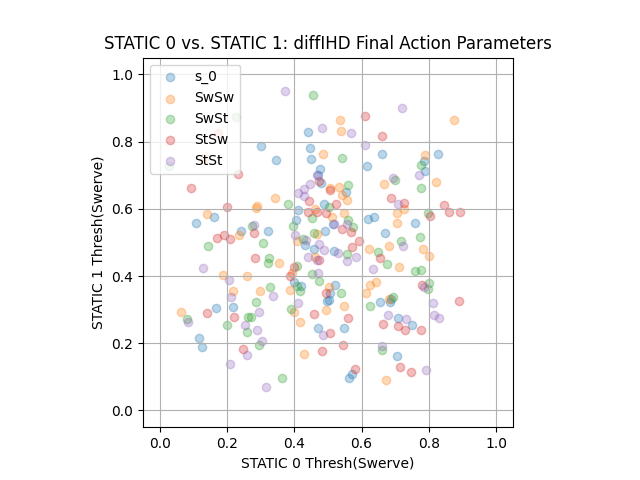 STATIC 0 vs. STATIC 1: diffIHD Final Action Parameters
s_0
SwSw
SwSt
StSw
StSt
1.0
0.8
0.6
0.4
0.2
0.0
STATIC 1 Thresh(Swerve)
0.0 0.2 0.4 0.6 0.8 1.0
STATIC 0 Thresh(Swerve)